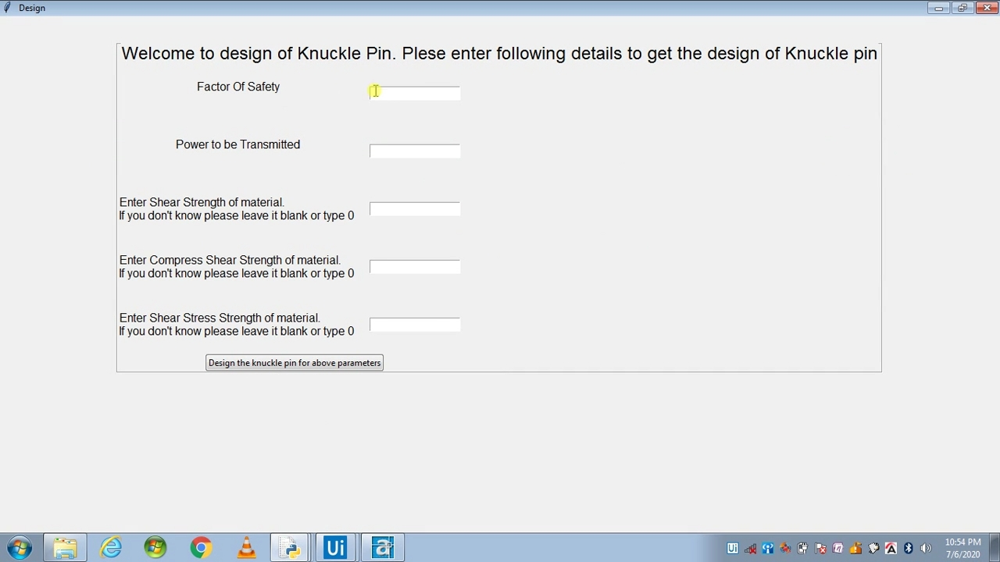 Design
Welcome to design of Knuckle Pin. Plese enter following details to get the design of Knuckle pin
Factor Of Safety
Power to be Transmitted
Enter Shear Strength of material.
If you don't know please leave it blank or type 0
Enter Compress Shear Strength of material.
If you don't know please leave it blank or type 0
Enter Shear Stress Strength of material.
If you don't know please leave it blank or type 0
Design the knuckle pin for above parameters
Ui
a
Ui
10:54 PM
7/6/2020